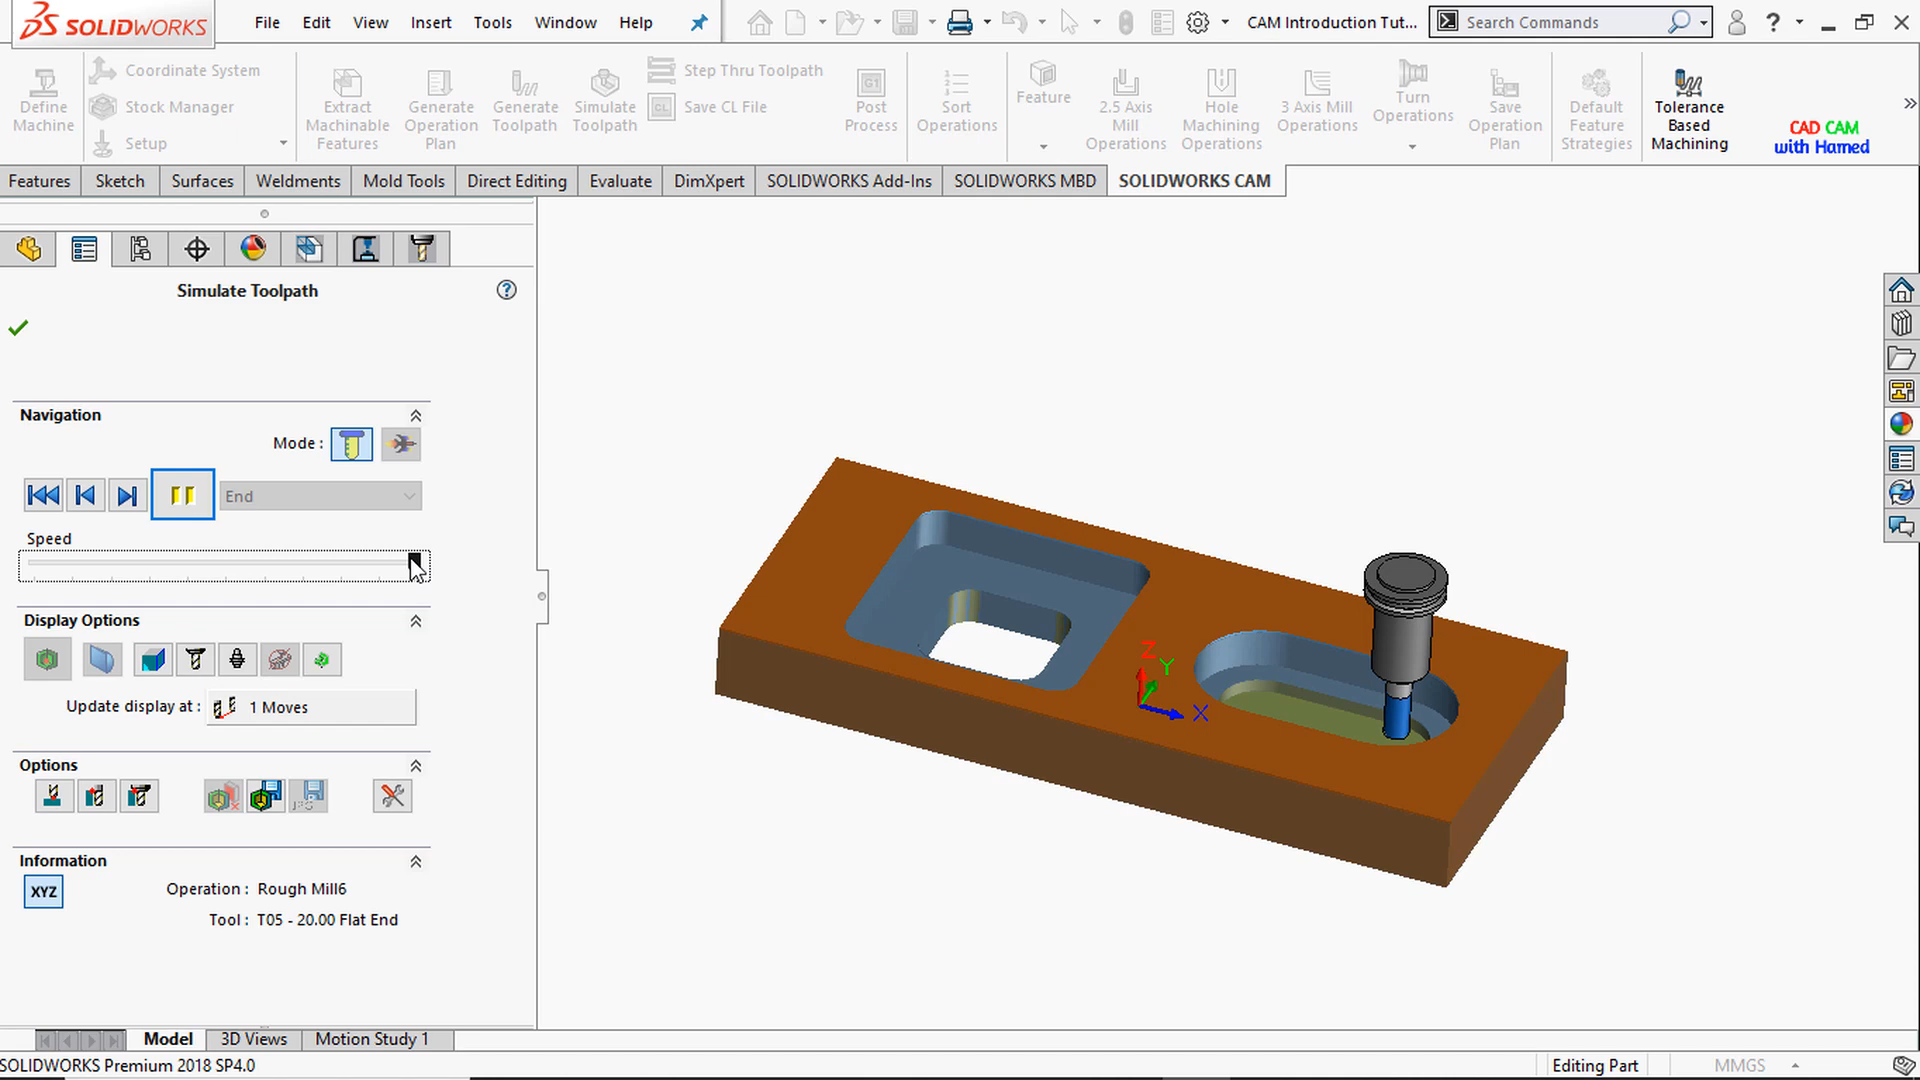 SOLIDWORKS File Edit View Insert Tools Window Help CAM Introduction Tut... Search Commands ?
Define Machine
Coordinate System
Stock Manager
Setup
Extract Machinable Features
Generate Operation Plan
Generate Toolpath
Simulate Toolpath
Step Thru Toolpath
CL Save CL File
G1 Post Process
Sort Operations
Feature
2.5 Axis Mill Operations
Hole Machining Operations
3 Axis Mill Operations
Turn Operations
Save Operation Plan
Default Feature Strategies
Tolerance Based Machining
CAD CAM
with Hamed
Features Sketch Surfaces Weldments Mold Tools Direct Editing Evaluate DimXpert SOLIDWORKS Add-Ins SOLIDWORKS MBD SOLIDWORKS CAM
Simulate Toolpath ?
Navigation
Mode :
End
Speed
Display Options
Update display at : 1 Moves
Options
Information
XYZ Operation : Rough Mill6
Tool : T05 - 20.00 Flat End
Z
Y
X
Model 3D Views Motion Study 1
SOLIDWORKS Premium 2018 SP4.0 Editing Part MMGS